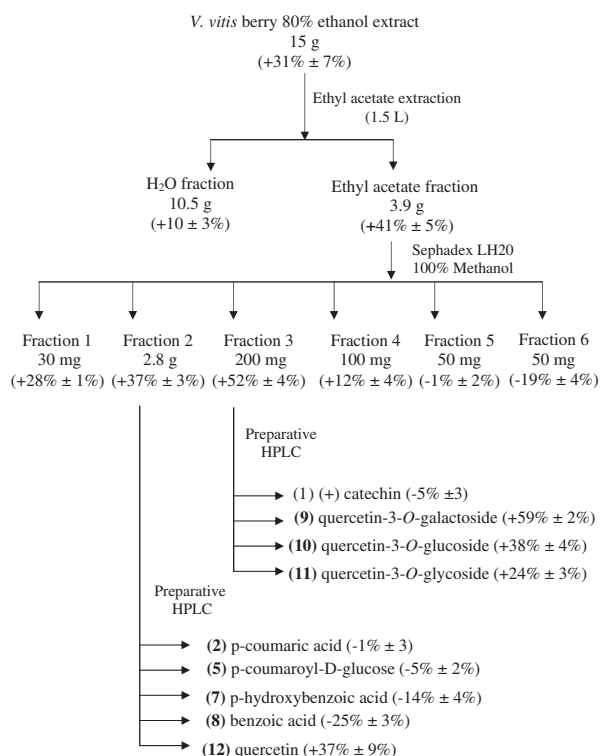 V. vitis berry 80% ethanol extract
15 g
(+31% ± 7%)
Ethyl acetate extraction
(1.5 L)
H₂O fraction
10.5 g
(+10 ± 3%)
Ethyl acetate fraction
3.9 g
(+41% ± 5%)
Sephadex LH20
100% Methanol
Fraction 1
30 mg
(+28% ± 1%)
Fraction 2
2.8 g
(+37% ± 3%)
Fraction 3
200 mg
(+52% ± 4%)
Fraction 4
100 mg
(+12% ± 4%)
Fraction 5
50 mg
(-1% ± 2%)
Fraction 6
50 mg
(-19% ± 4%)
Preparative
HPLC
(1) (+) catechin (-5% ±3)
(9) quercetin-3-O-galactoside (+59% ± 2%)
(10) quercetin-3-O-glucoside (+38% ± 4%)
(11) quercetin-3-O-glycoside (+24% ± 3%)
Preparative
HPLC
(2) p-coumaric acid (-1% ± 3)
(5) p-coumaroyl-D-glucose (-5% ± 2%)
(7) p-hydroxybenzoic acid (-14% ± 4%)
(8) benzoic acid (-25% ± 3%)
(12) quercetin (+37% ± 9%)